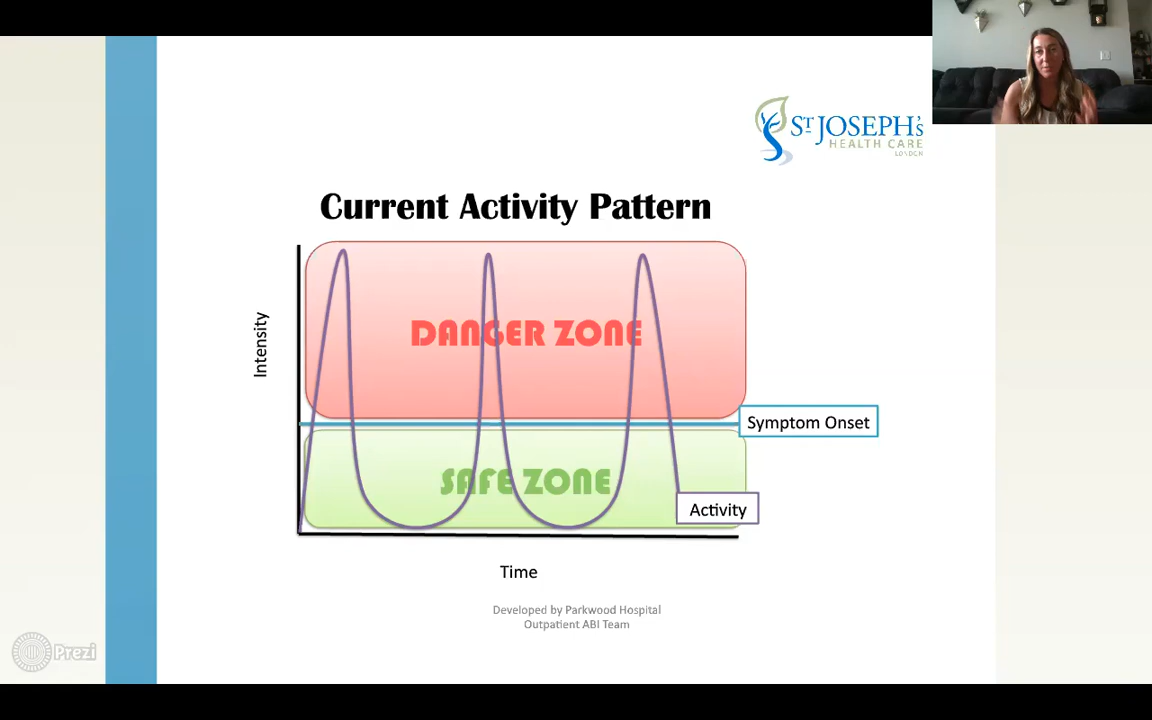 ST JOSEPH'S
HEALTH CARE
LONDON
Current Activity Pattern
DANGER ZONE
Intensity
Symptom Onset
SAFE ZONE
Activity
Time
Developed by Parkwood Hospital
Outpatient ABI Team
Prezi